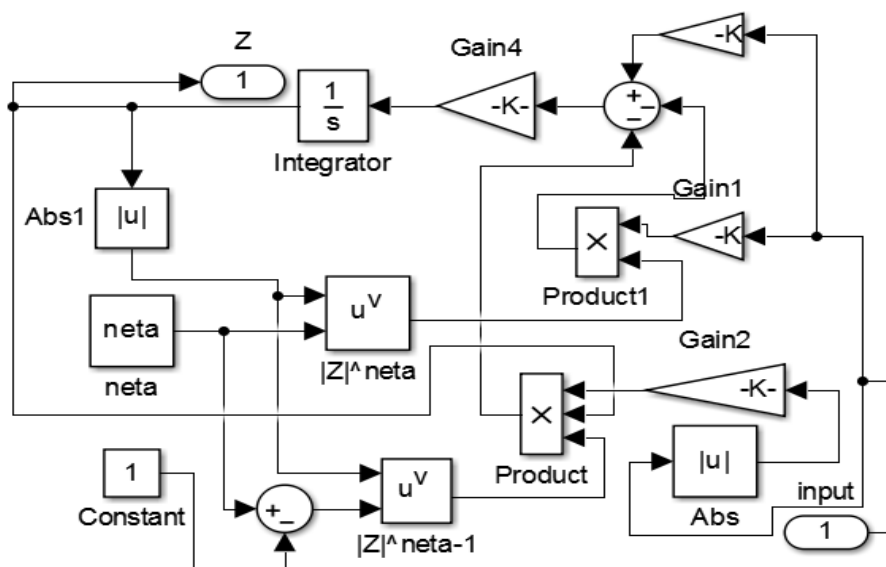 Z
1
Gain4
-K-
-K
+
−
−
1
s
Integrator
Abs1
|u|
Gain1
-K
×
Product1
neta
neta
u^v
|Z|^neta
Gain2
-K-
×
Product
1
Constant
+
−
u^v
|Z|^neta-1
|u|
Abs
input
1